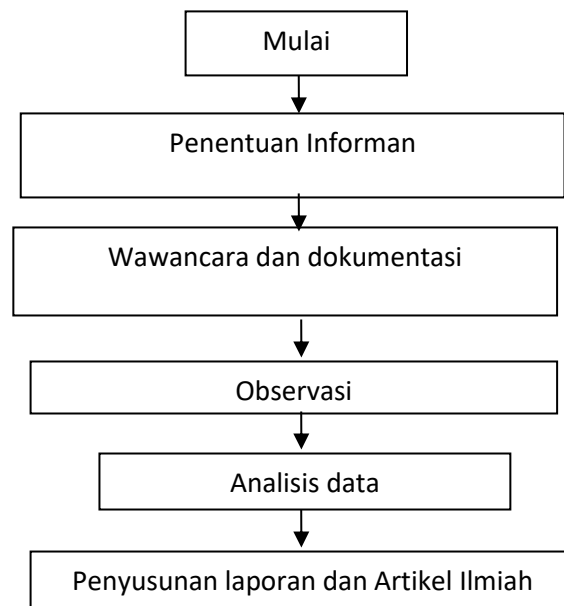 Mulai
Penentuan Informan
Wawancara dan dokumentasi
Observasi
Analisis data
Penyusunan laporan dan Artikel Ilmiah